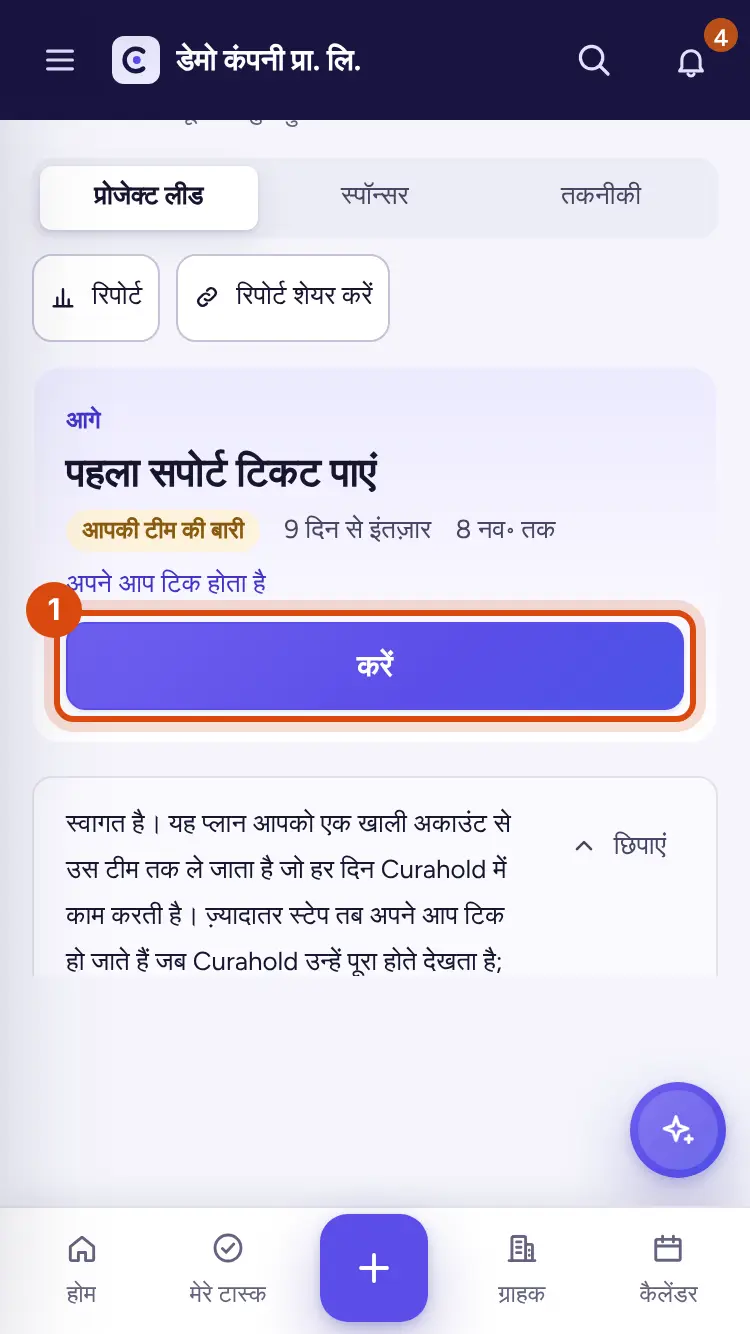 डेमो कंपनी प्रा. लि.
4
प्रोजेक्ट लीड
स्पॉन्सर
तकनीकी
रिपोर्ट
रिपोर्ट शेयर करें
आगे
पहला सपोर्ट टिकट पाएं
आपकी टीम की बारी 9 दिन से इंतज़ार 8 नव॰ तक
अपने आप टिक होता है
1
करें
स्वागत है। यह प्लान आपको एक खाली अकाउंट से
उस टीम तक ले जाता है जो हर दिन Curahold में
काम करती है। ज़्यादातर स्टेप तब अपने आप टिक
हो जाते हैं जब Curahold उन्हें पूरा होते देखता है;
छिपाएं
होम
मेरे टास्क
ग्राहक
कैलेंडर